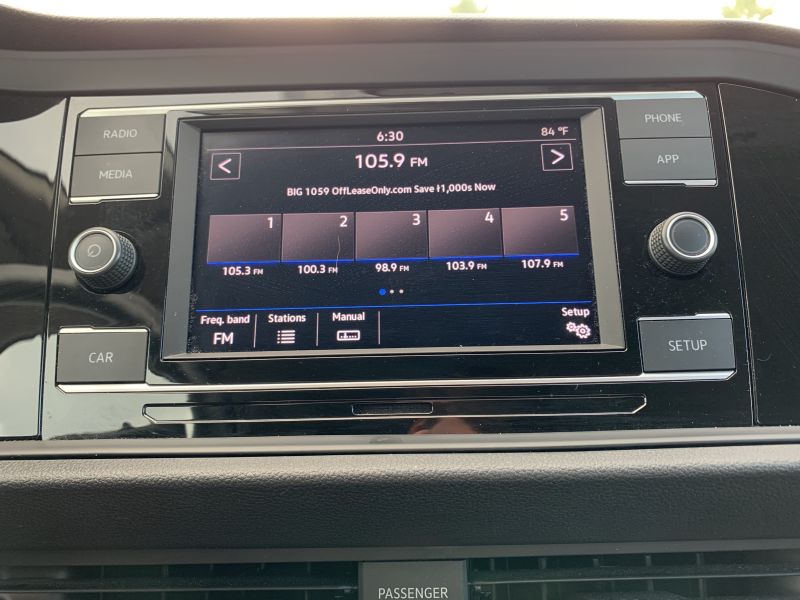 RADIO
MEDIA
6:30
84 °F
PHONE
APP
<
105.9 FM
>
BIG 1059 OffLeaseOnly.com Save ł1,000s Now
1 2 3 4 5
105.3 FM 100.3 FM 98.9 FM 103.9 FM 107.9 FM
Freq. band Stations Manual Setup
FM
CAR
SETUP
PASSENGER